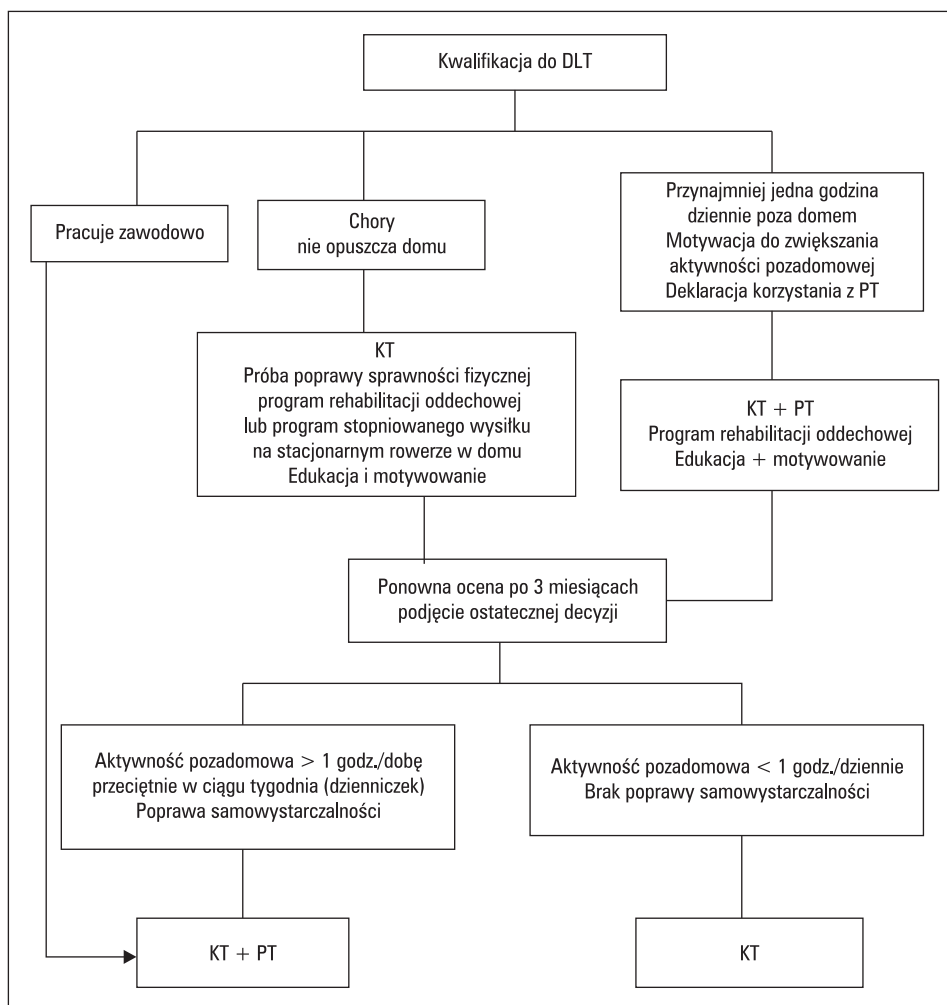 Kwalifikacja do DLT
Pracuje zawodowo
Chory
nie opuszcza domu
Przynajmniej jedna godzina
dziennie poza domem
Motywacja do zwiększania
aktywności pozadomowej
Deklaracja korzystania z PT
KT
Próba poprawy sprawności fizycznej
program rehabilitacji oddechowej
lub program stopniowanego wysiłku
na stacjonarnym rowerze w domu
Edukacja i motywowanie
KT + PT
Program rehabilitacji oddechowej
Edukacja + motywowanie
Ponowna ocena po 3 miesiącach
podjęcie ostatecznej decyzji
Aktywność pozadomowa > 1 godz./dobę
przeciętnie w ciągu tygodnia (dzienniczek)
Poprawa samowystarczalności
Aktywność pozadomowa < 1 godz./dziennie
Brak poprawy samowystarczalności
KT + PT
KT